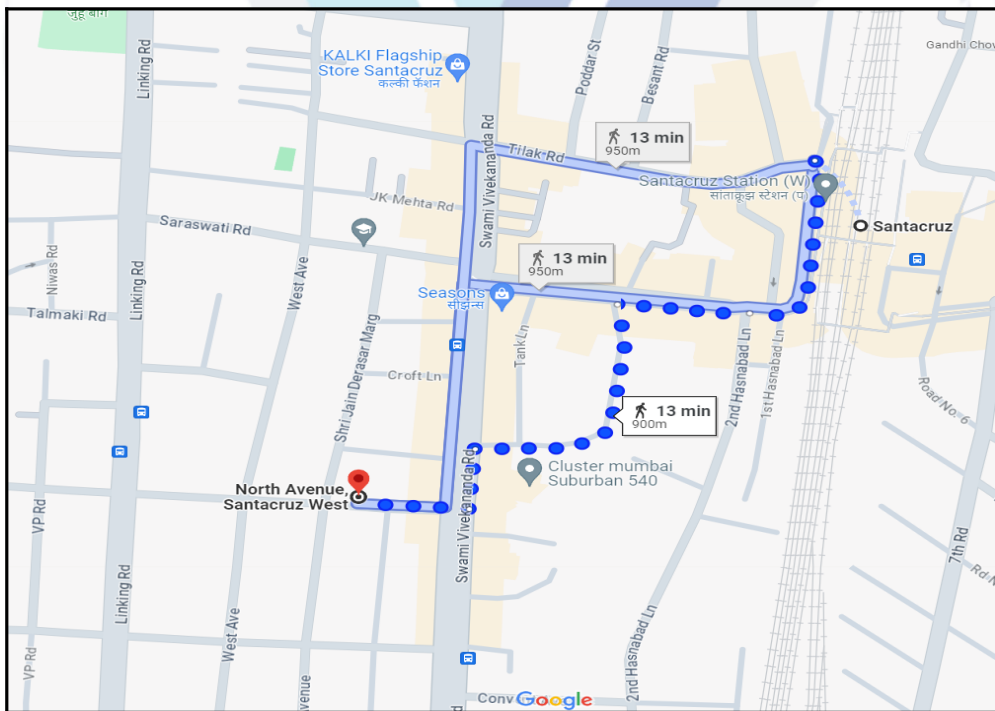 जुहू बाग
Linking Rd
KALKI Flagship
Store Santacruz
कल्की फॅशन
Poddar St
Besant Rd
Gandhi Chow
Swami Vivekananda Rd
Tilak Rd
13 min
950m
Santacruz Station (W)
सांताक्रूझ स्टेशन (प)
JK Mehta Rd
Saraswati Rd
Santacruz
Niwas Rd
Linking Rd
West Ave
13 min
950m
Seasons
सीझन्स
Talmaki Rd
Shri Jain Derasar Marg
Croft Ln
Tank Ln
2nd Hasnabad Ln
1st Hasnabad Ln
Road No. 6
13 min
900m
Cluster mumbai
Suburban 540
North Avenue,
Santacruz West
VP Rd
Swami Vivekananda Rd
7th Rd
Linking Rd
West Ave
2nd Hasnabad Ln
VP Rd
Avenue
Rd
Google